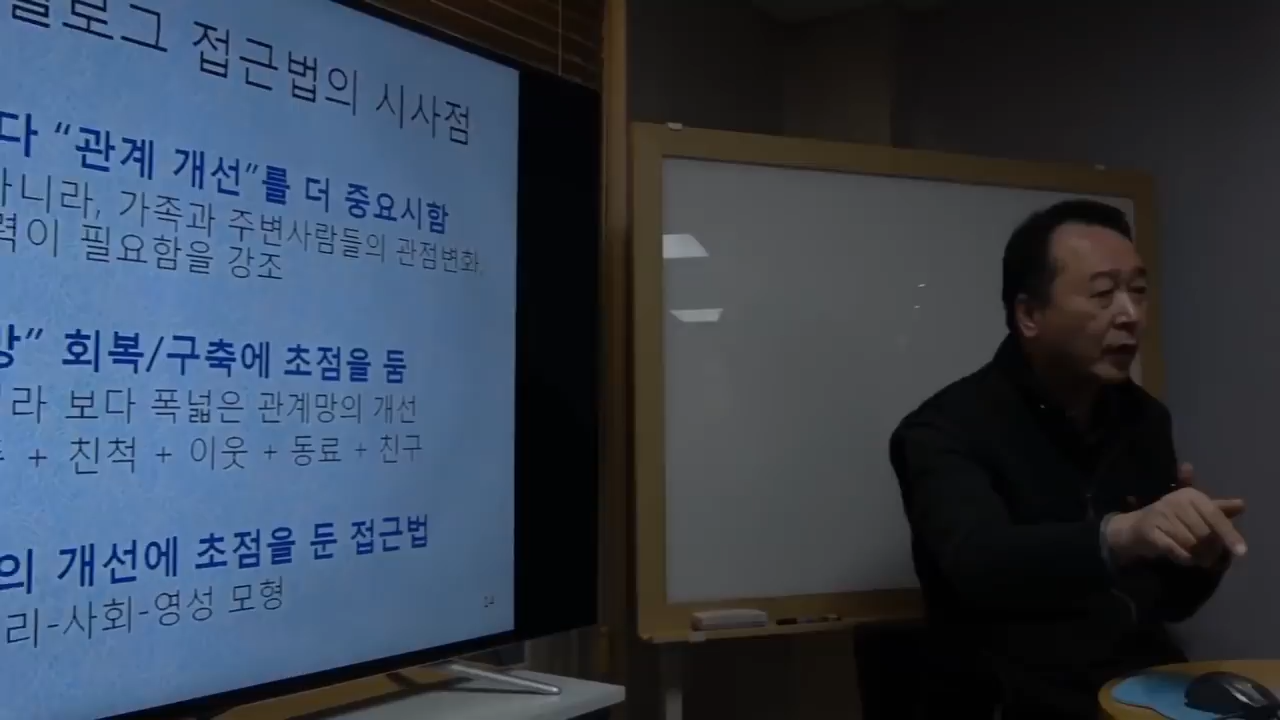 로그 접근법의 시사점
다 “관계 개선”를 더 중요시함
아니라, 가족과 주변사람들의 관점변화,
력이 필요함을 강조
망” 회복/구축에 초점을 둠
라 보다 폭넓은 관계망의 개선
+ 친척 + 이웃 + 동료 + 친구
의 개선에 초점을 둔 접근법
리-사회-영성 모형